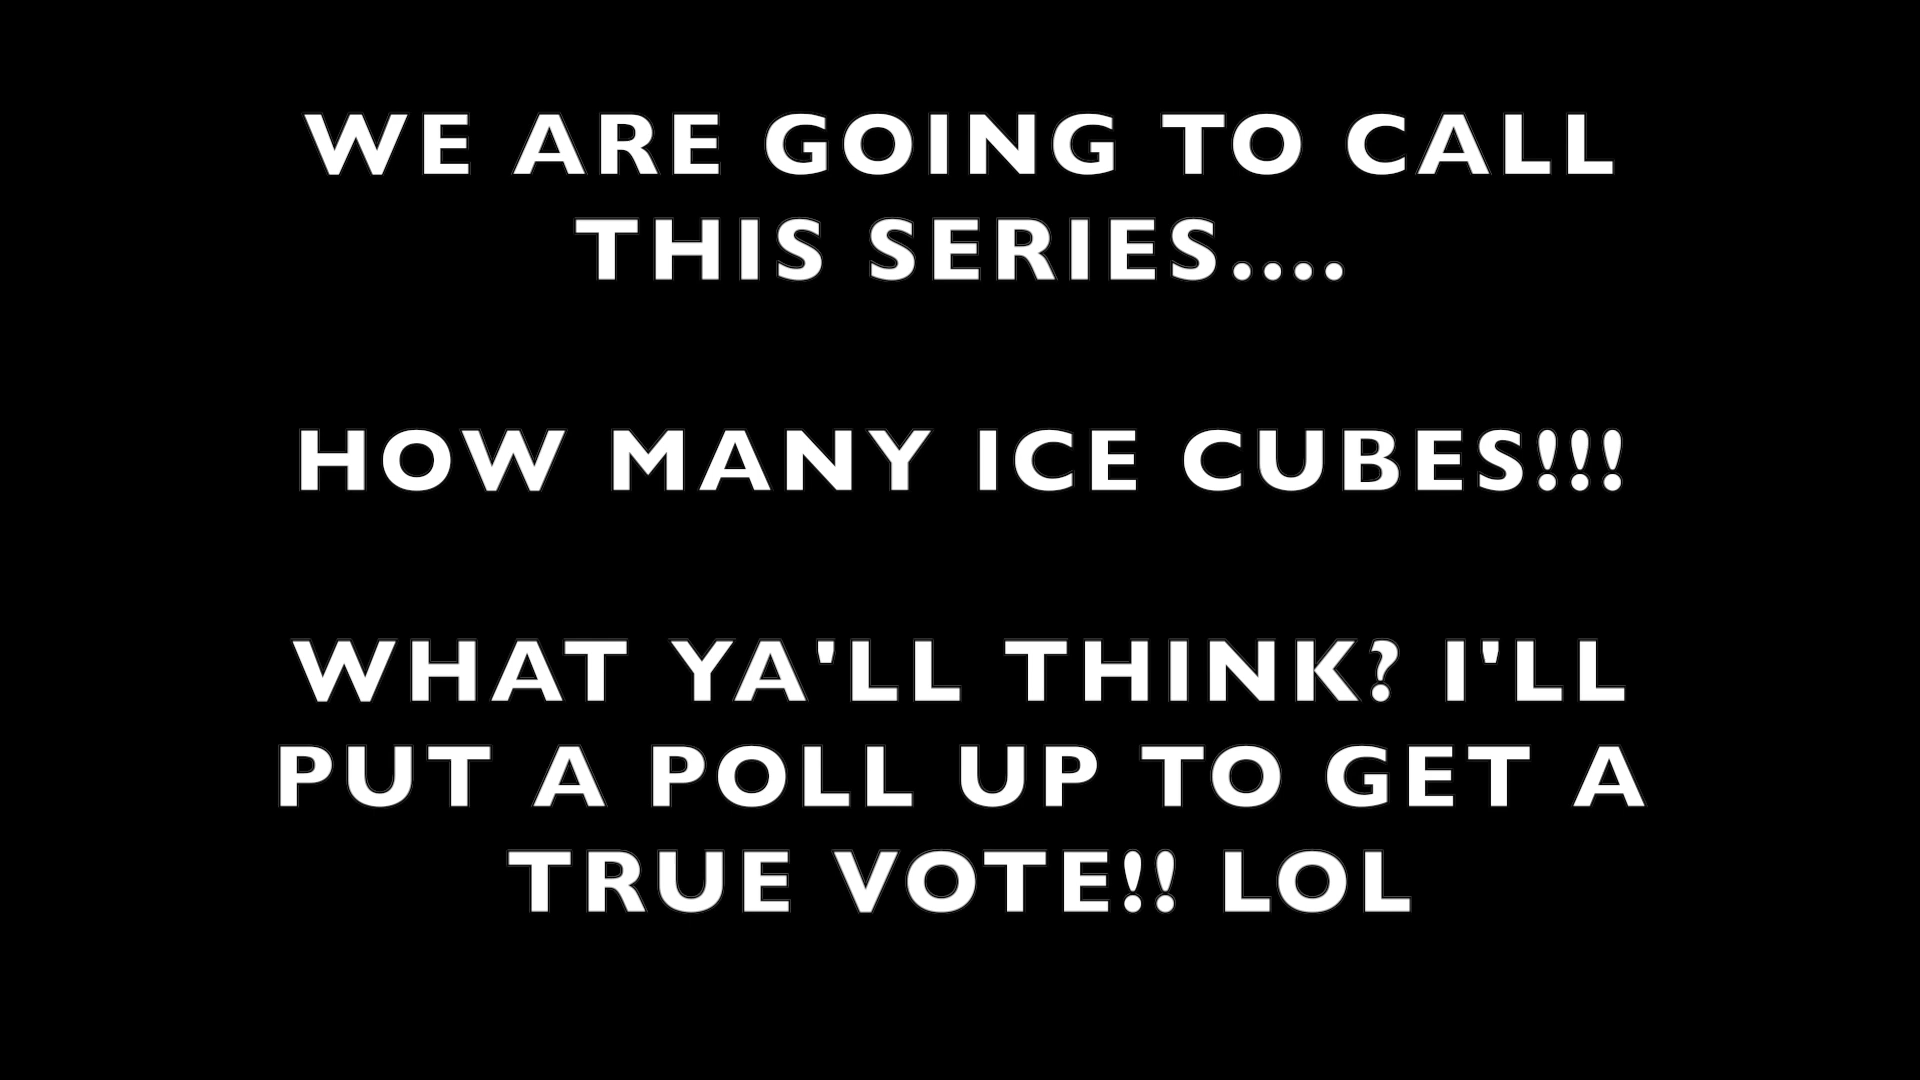 WE ARE GOING TO CALL
THIS SERIES....
HOW MANY ICE CUBES!!!
WHAT YA'LL THINK? I'LL
PUT A POLL UP TO GET A
TRUE VOTE!! LOL